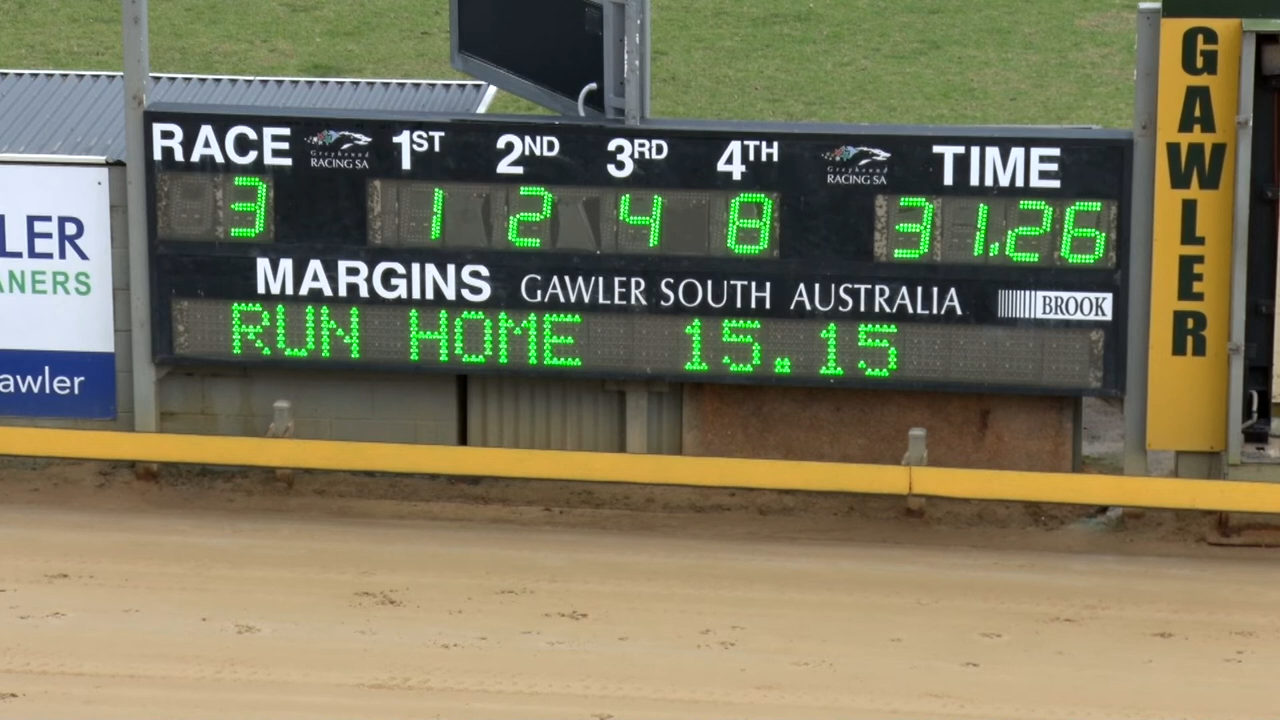 RACE Greyhound RACING SA 1ST 2ND 3RD 4TH Greyhound RACING SA TIME
3 1 2 4 8 31.26
MARGINS GAWLER SOUTH AUSTRALIA BROOK
RUN HOME 15.15
GAWLER
LER
ANERS
awler